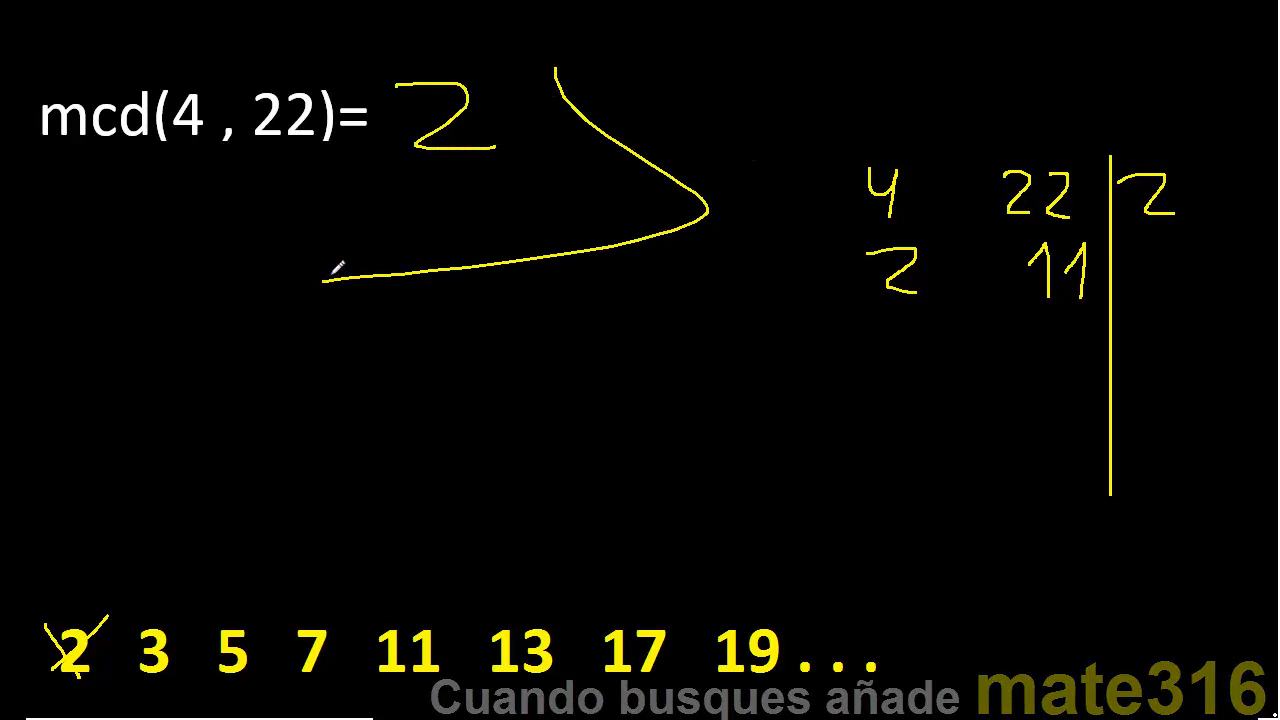 mcd(4 , 22)= 2
4 22 2
2 11
2 3 5 7 11 13 17 19 . . .
Cuando busques añade mate316.